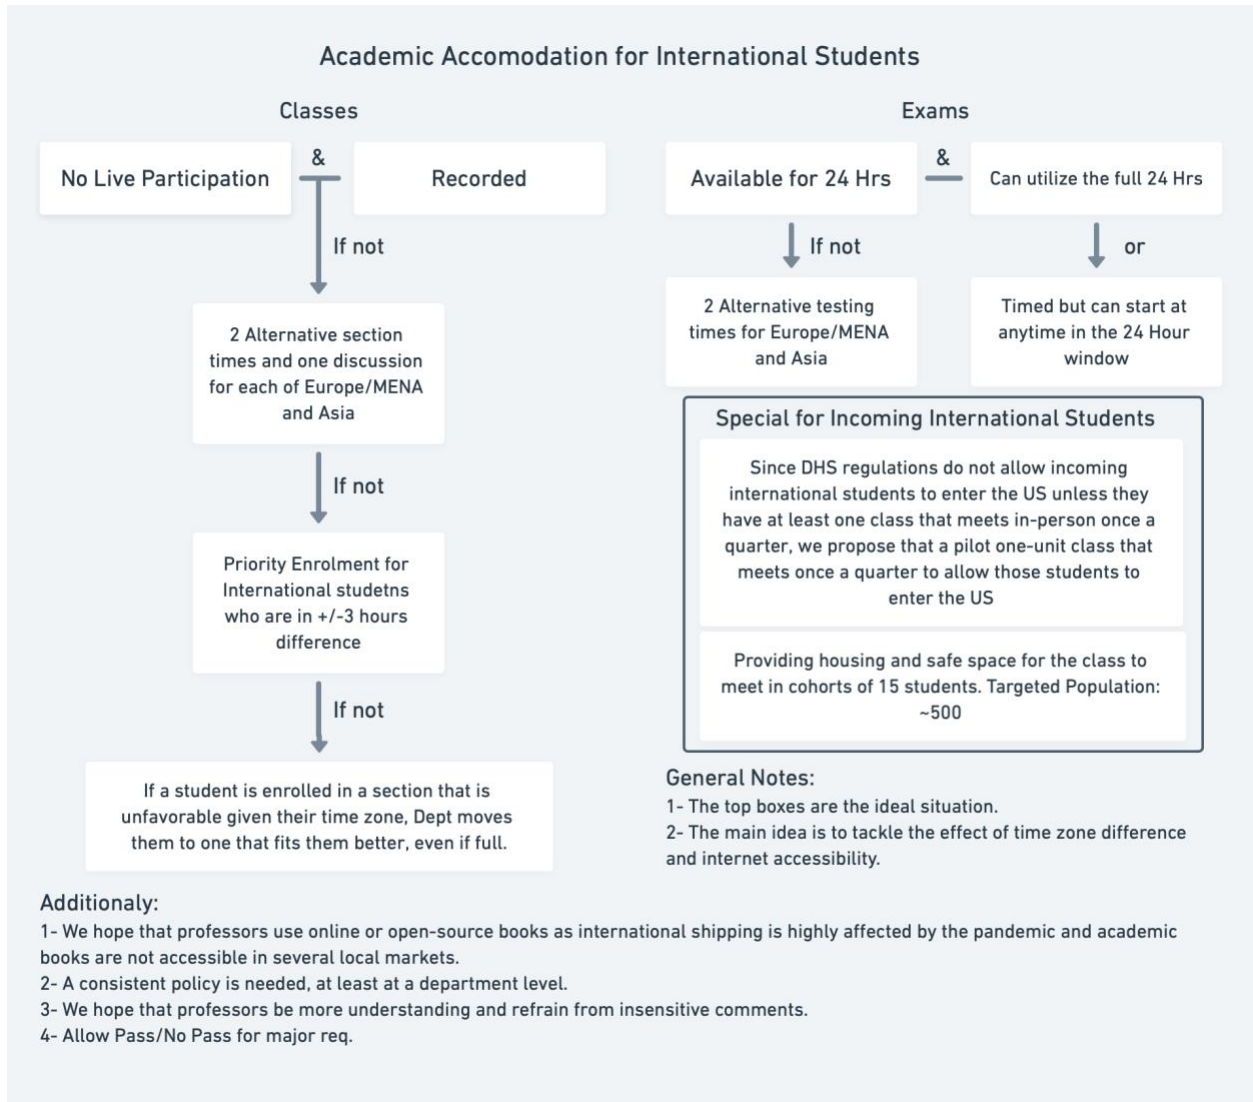 Academic Accomodation for International Students
Classes
No Live Participation
&
Recorded
If not
2 Alternative section
times and one discussion
for each of Europe/MENA
and Asia
If not
Priority Enrolment for
International studetns
who are in +/-3 hours
difference
If not
If a student is enrolled in a section that is
unfavorable given their time zone, Dept moves
them to one that fits them better, even if full.
Exams
Available for 24 Hrs
&
Can utilize the full 24 Hrs
If not
or
2 Alternative testing
times for Europe/MENA
and Asia
Timed but can start at
anytime in the 24 Hour
window
Special for Incoming International Students
Since DHS regulations do not allow incoming
international students to enter the US unless they
have at least one class that meets in-person once a
quarter, we propose that a pilot one-unit class that
meets once a quarter to allow those students to
enter the US
Providing housing and safe space for the class to
meet in cohorts of 15 students. Targeted Population:
~500
General Notes:
1- The top boxes are the ideal situation.
2- The main idea is to tackle the effect of time zone difference
and internet accessibility.
Additionaly:
1- We hope that professors use online or open-source books as international shipping is highly affected by the pandemic and academic
books are not accessible in several local markets.
2- A consistent policy is needed, at least at a department level.
3- We hope that professors be more understanding and refrain from insensitive comments.
4- Allow Pass/No Pass for major req.